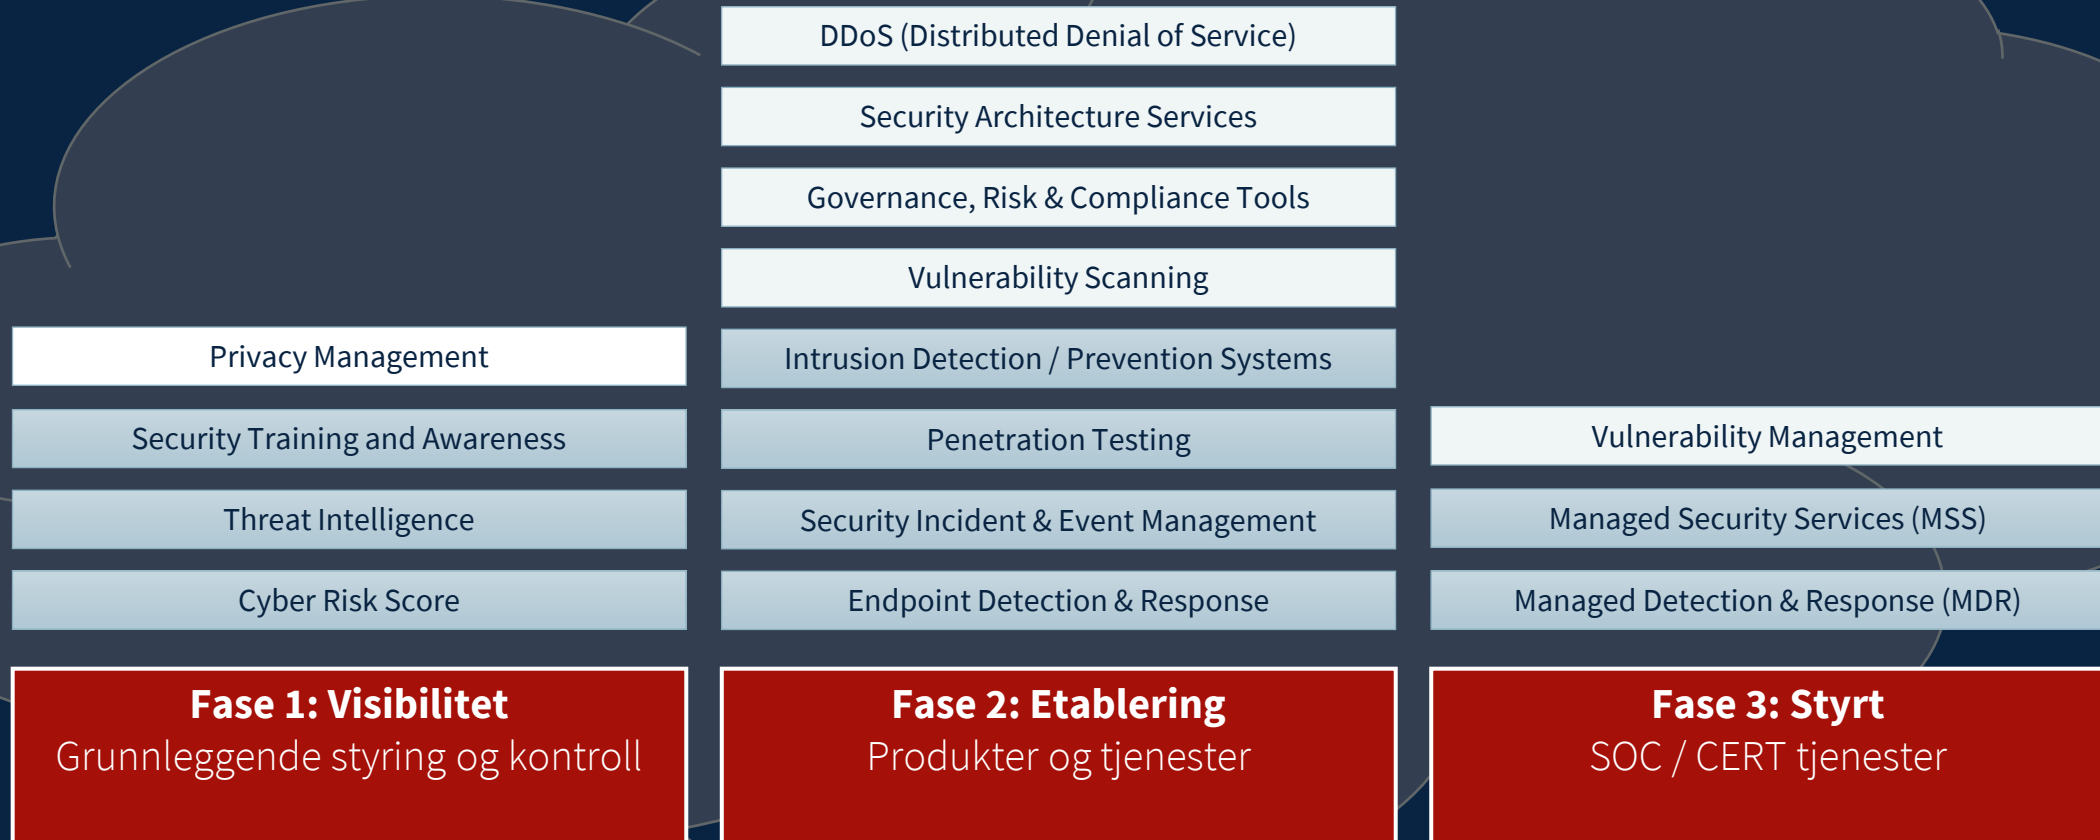 DDoS (Distributed Denial of Service)
Security Architecture Services
Governance, Risk & Compliance Tools
Vulnerability Scanning
Privacy Management
Intrusion Detection / Prevention Systems
Security Training and Awareness
Penetration Testing
Vulnerability Management
Threat Intelligence
Security Incident & Event Management
Managed Security Services (MSS)
Cyber Risk Score
Endpoint Detection & Response
Managed Detection & Response (MDR)
Fase 1: Visibilitet
Grunnleggende styring og kontroll
Fase 2: Etablering
Produkter og tjenester
Fase 3: Styrt
SOC / CERT tjenester